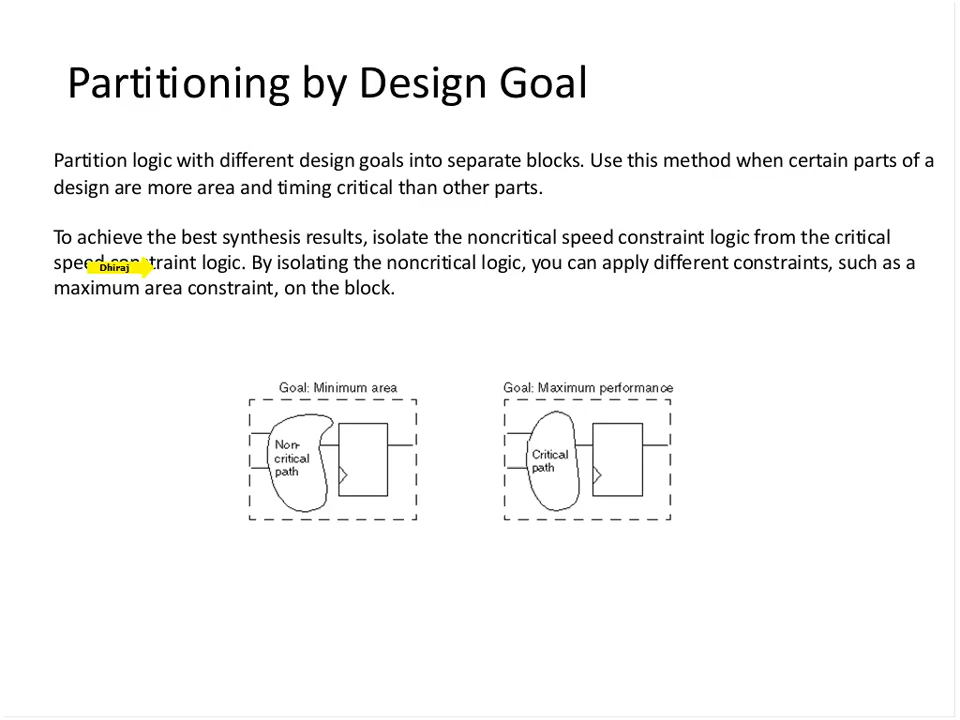 Partitioning by Design Goal
Partition logic with different design goals into separate blocks. Use this method when certain parts of a
design are more area and timing critical than other parts.
To achieve the best synthesis results, isolate the noncritical speed constraint logic from the critical
speed constraint logic. By isolating the noncritical logic, you can apply different constraints, such as a
Dhiraj
maximum area constraint, on the block.
Goal: Minimum area
Non-
critical
path
Goal: Maximum performance
Critical
path